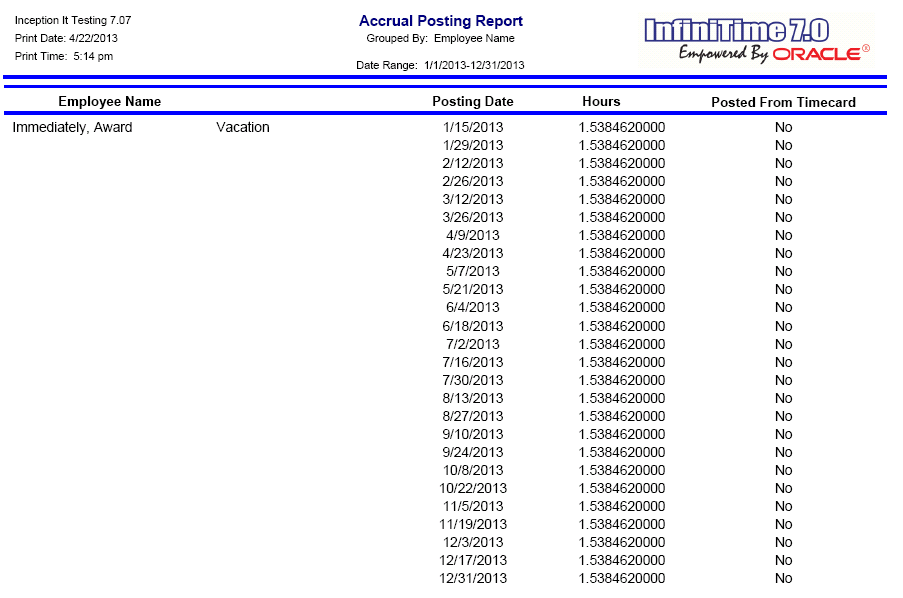 Inception It Testing 7.07
Accrual Posting Report
InfiniTime 7.0
Print Date: 4/22/2013
Grouped By: Employee Name
Empowered By ORACLE®
Print Time: 5:14 pm
Date Range: 1/1/2013-12/31/2013
Employee Name Posting Date Hours Posted From Timecard
Immediately, Award Vacation 1/15/2013 1.5384620000 No
1/29/2013 1.5384620000 No
2/12/2013 1.5384620000 No
2/26/2013 1.5384620000 No
3/12/2013 1.5384620000 No
3/26/2013 1.5384620000 No
4/9/2013 1.5384620000 No
4/23/2013 1.5384620000 No
5/7/2013 1.5384620000 No
5/21/2013 1.5384620000 No
6/4/2013 1.5384620000 No
6/18/2013 1.5384620000 No
7/2/2013 1.5384620000 No
7/16/2013 1.5384620000 No
7/30/2013 1.5384620000 No
8/13/2013 1.5384620000 No
8/27/2013 1.5384620000 No
9/10/2013 1.5384620000 No
9/24/2013 1.5384620000 No
10/8/2013 1.5384620000 No
10/22/2013 1.5384620000 No
11/5/2013 1.5384620000 No
11/19/2013 1.5384620000 No
12/3/2013 1.5384620000 No
12/17/2013 1.5384620000 No
12/31/2013 1.5384620000 No